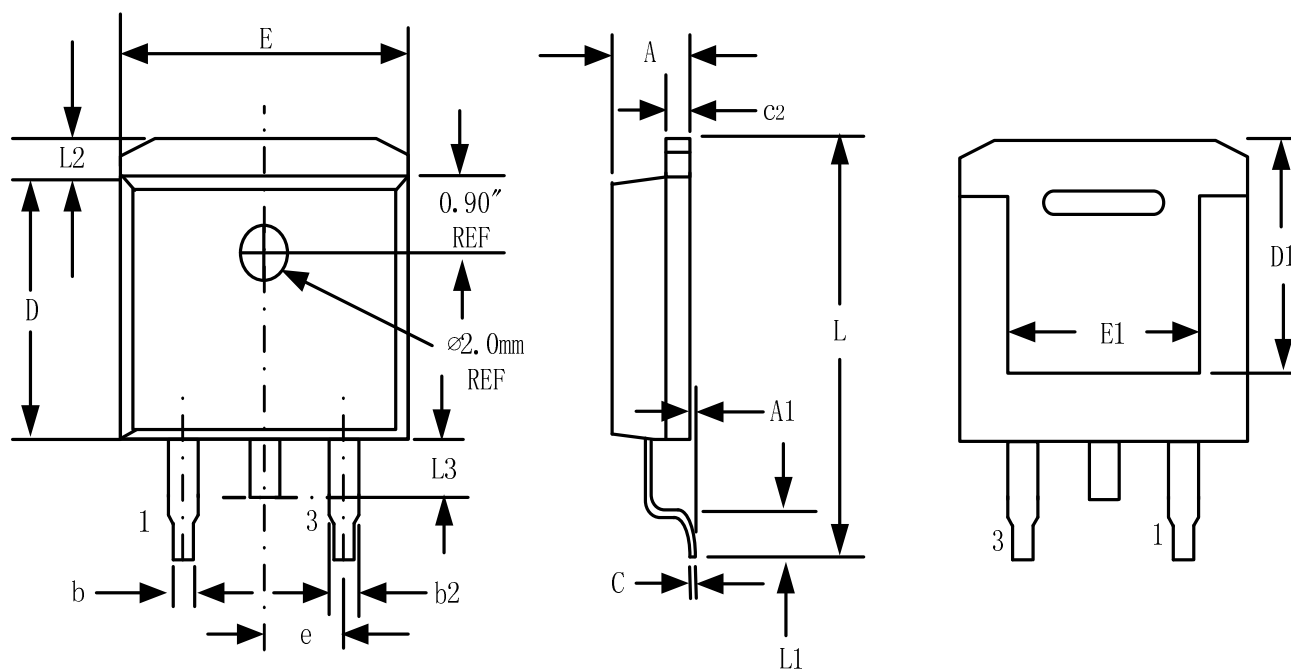 E
A
c2
L2
0.90″
REF
D
∅2.0mm
REF
L
D1
E1
A1
L3
1
3
3
1
b
b2
C
e
L1